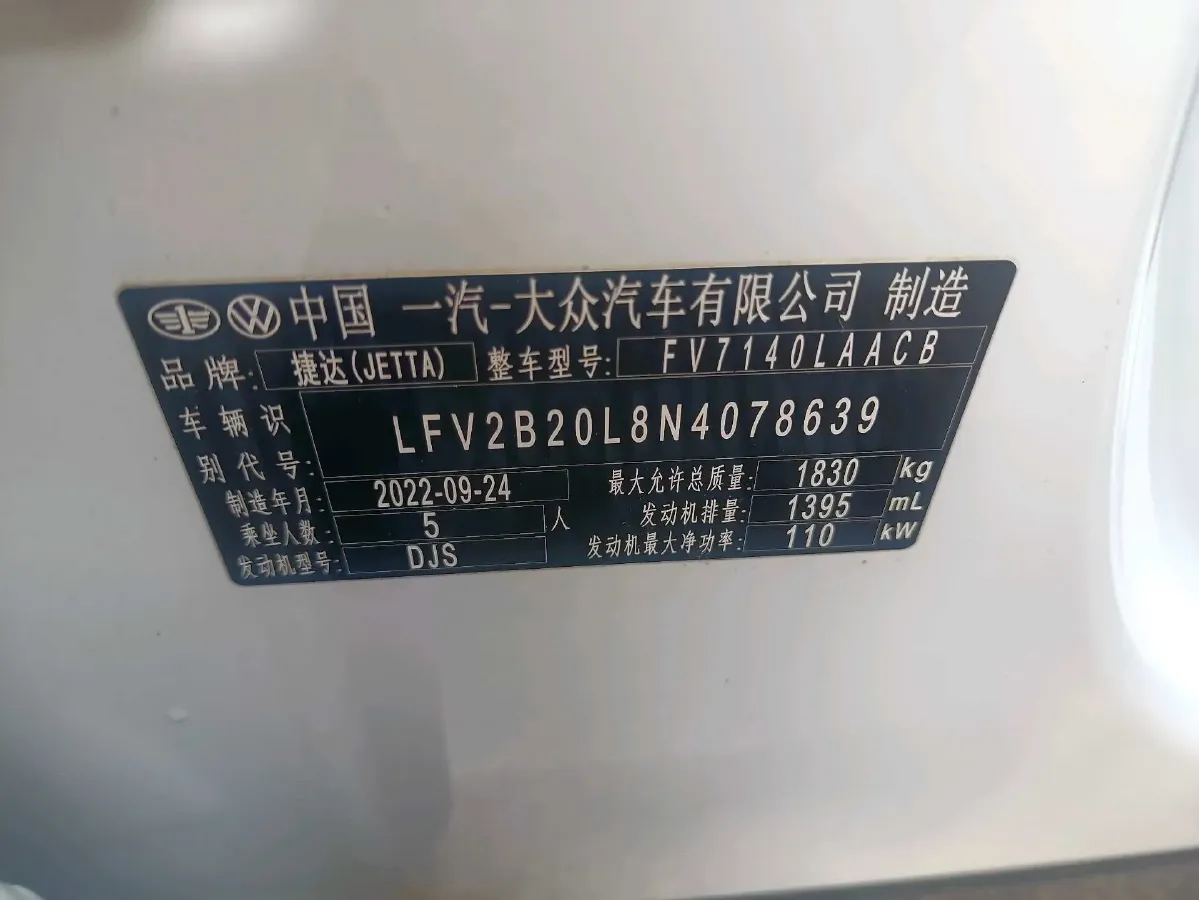 中国 一汽-大众汽车有限公司 制造
品牌: 捷达(JETTA) 整车型号: FV7140LAACB
车辆识别代号: LFV2B20L8N4078639
制造年月: 2022-09-24 最大允许总质量: 1830 kg
乘坐人数: 5 人 发动机排量: 1395 mL
发动机型号: DJS 发动机最大净功率: 110 kW